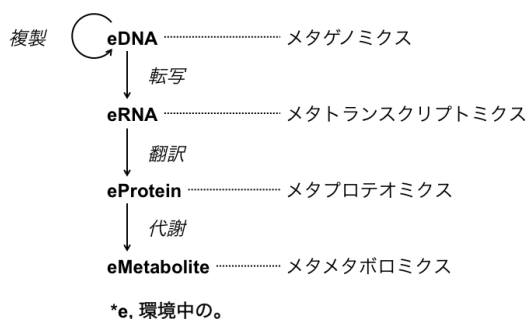 複製 eDNA メタゲノミクス
転写
eRNA メタトランスクリプトミクス
翻訳
eProtein メタプロテオミクス
代謝
eMetabolite メタメタボロミクス
*e, 環境中の。